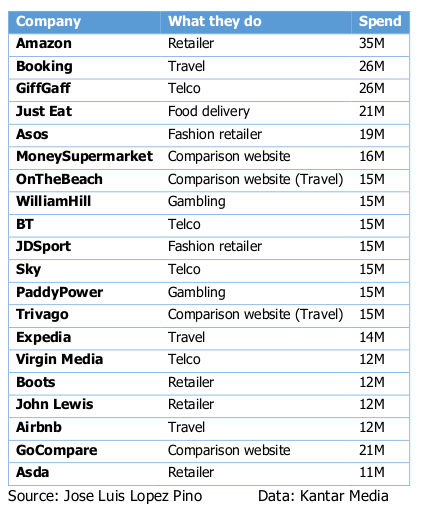 Company What they do Spend
Amazon Retailer 35M
Booking Travel 26M
GiffGaff Telco 26M
Just Eat Food delivery 21M
Asos Fashion retailer 19M
MoneySupermarket Comparison website 16M
OnTheBeach Comparison website (Travel) 15M
WilliamHill Gambling 15M
BT Telco 15M
JDSport Fashion retailer 15M
Sky Telco 15M
PaddyPower Gambling 15M
Trivago Comparison website (Travel) 15M
Expedia Travel 14M
Virgin Media Telco 12M
Boots Retailer 12M
John Lewis Retailer 12M
Airbnb Travel 12M
GoCompare Comparison website 21M
Asda Retailer 11M
Source: Jose Luis Lopez Pino Data: Kantar Media